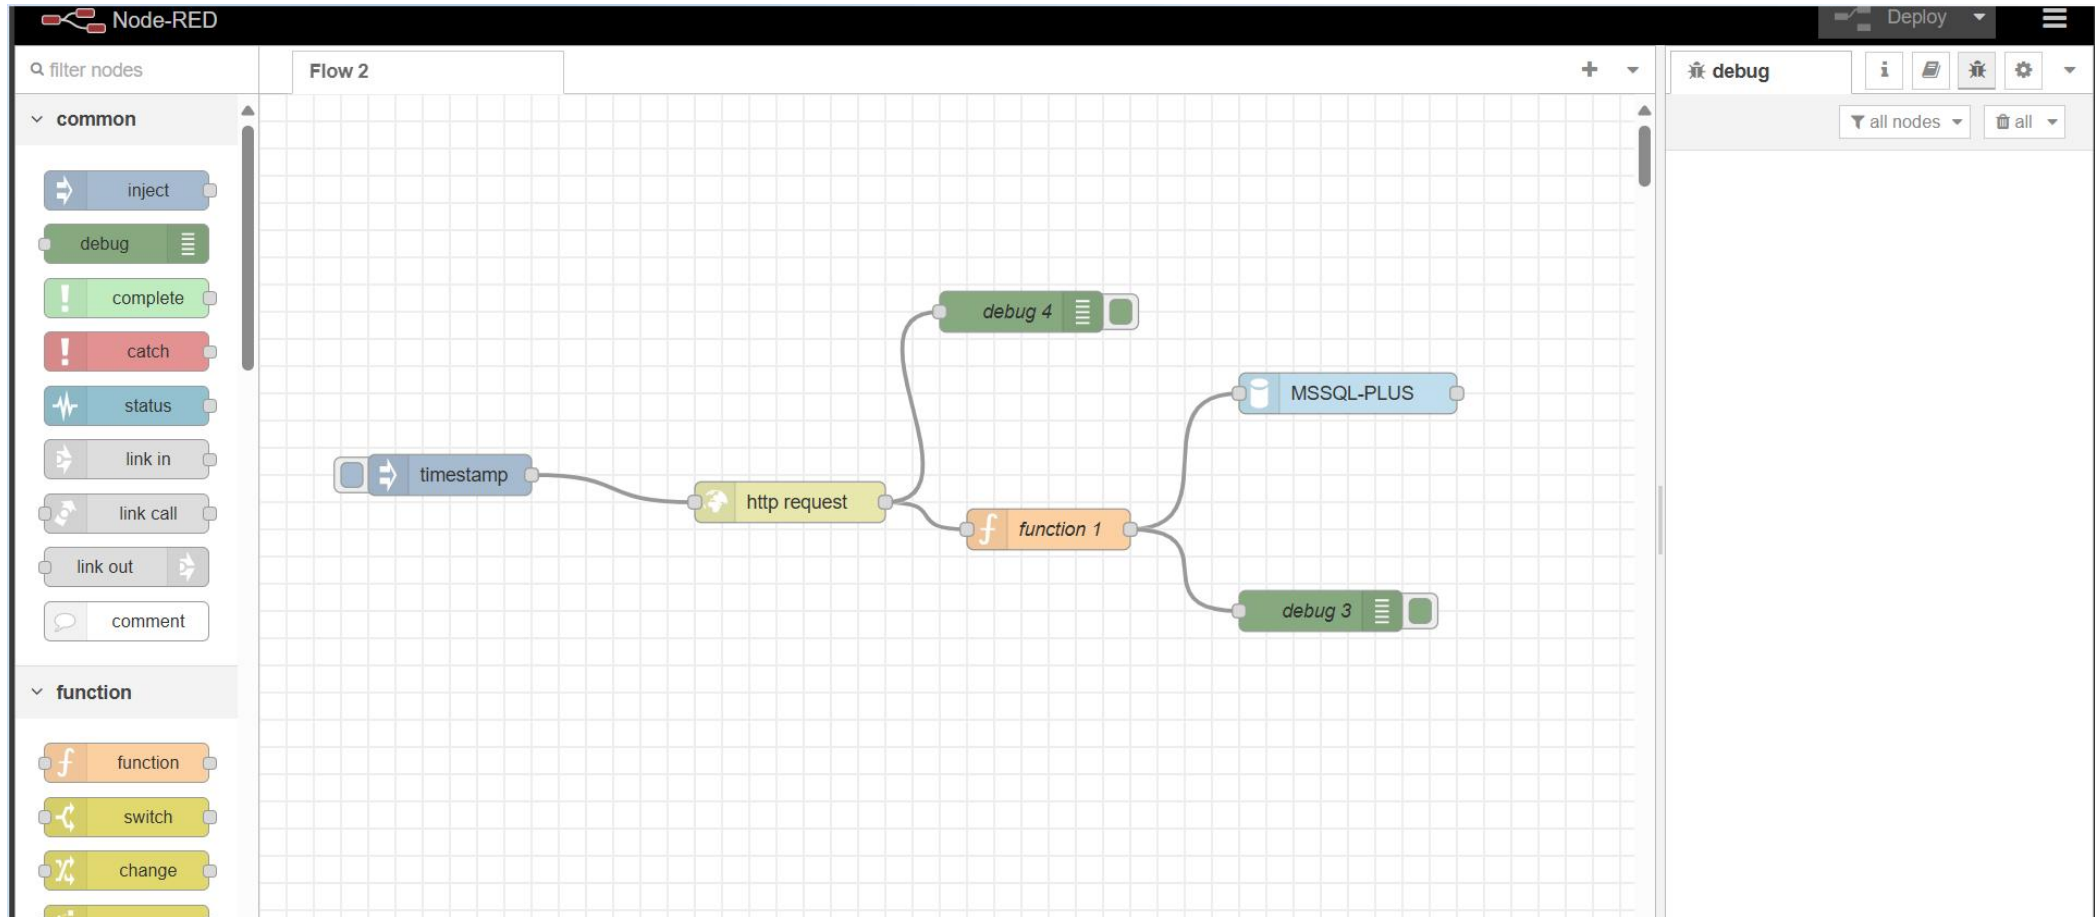 Node-RED
Deploy
filter nodes
Flow 2
debug
i
all nodes
all
common
inject
debug
complete
catch
status
link in
link call
link out
comment
function
function
switch
change
timestamp
http request
debug 4
function 1
MSSQL-PLUS
debug 3